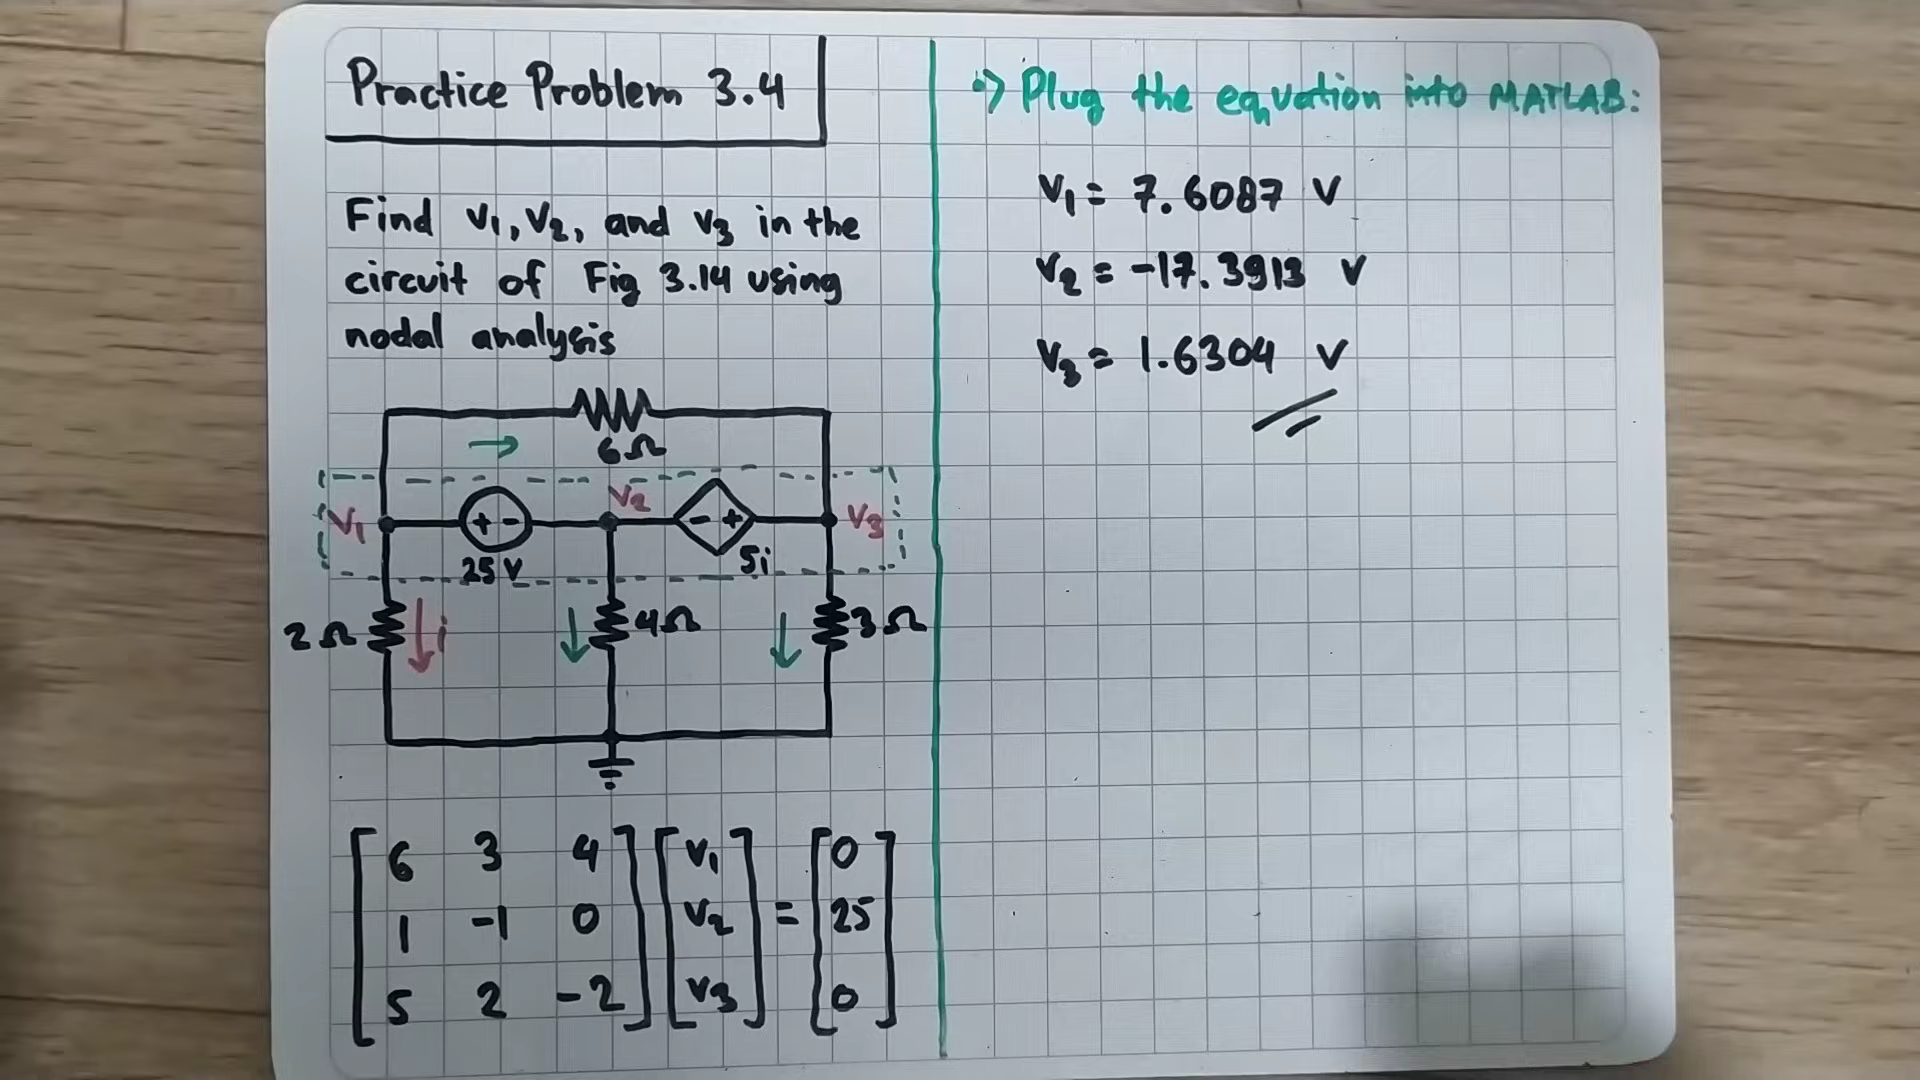 Practice Problem 3.4
Find v₁, v₂, and v₃ in the
circuit of Fig 3.14 using
nodal analysis
6Ω
v₁
+ -
25 V
v₂
- +
5i
v₃
2Ω
i
4Ω
3Ω
[6 3 4] [v₁] [0]
[1 -1 0] [v₂] = [25]
[5 2 -2] [v₃] [0]
⇒ Plug the equation into MATLAB:
v₁ = 7.6087 V
v₂ = -17.3913 V
v₃ = 1.6304 V